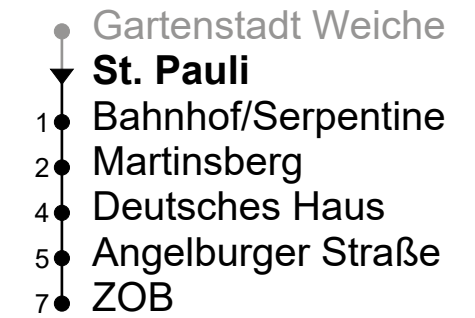 Gartenstadt Weiche
St. Pauli
1 Bahnhof/Serpentine
2 Martinsberg
4 Deutsches Haus
5 Angelburger Straße
7 ZOB